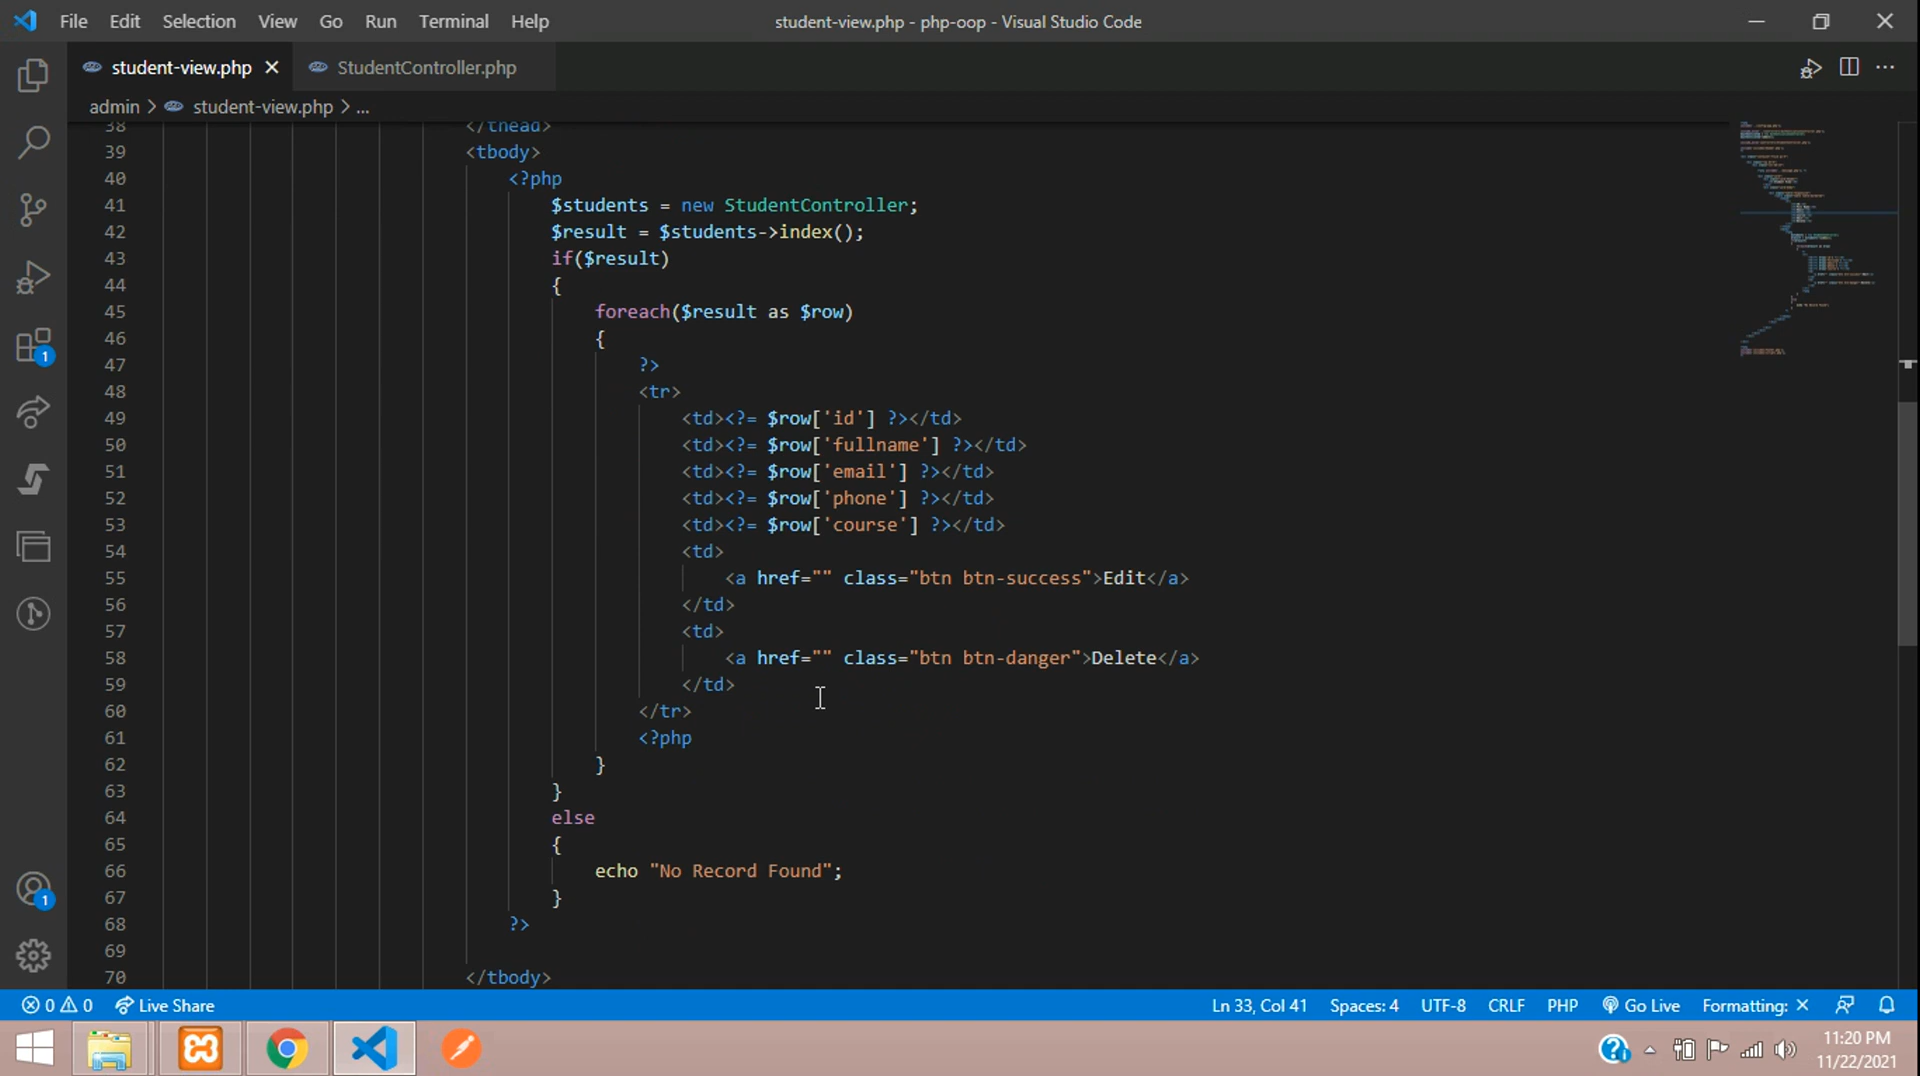 File Edit Selection View Go Run Terminal Help student-view.php - php-oop - Visual Studio Code
student-view.php StudentController.php
admin > student-view.php > ...
38 </thead>
39 <tbody>
40 <?php
41 $students = new StudentController;
42 $result = $students->index();
43 if($result)
44 {
45 foreach($result as $row)
46 {
47 ?>
48 <tr>
49 <td><?= $row['id'] ?></td>
50 <td><?= $row['fullname'] ?></td>
51 <td><?= $row['email'] ?></td>
52 <td><?= $row['phone'] ?></td>
53 <td><?= $row['course'] ?></td>
54 <td>
55 <a href="" class="btn btn-success">Edit</a>
56 </td>
57 <td>
58 <a href="" class="btn btn-danger">Delete</a>
59 </td>
60 </tr>
61 <?php
62 }
63 }
64 else
65 {
66 echo "No Record Found";
67 }
68 ?>
69
70 </tbody>
1
1
0 0 Live Share Ln 33, Col 41 Spaces: 4 UTF-8 CRLF PHP Go Live Formatting: ×
11:20 PM
11/22/2021